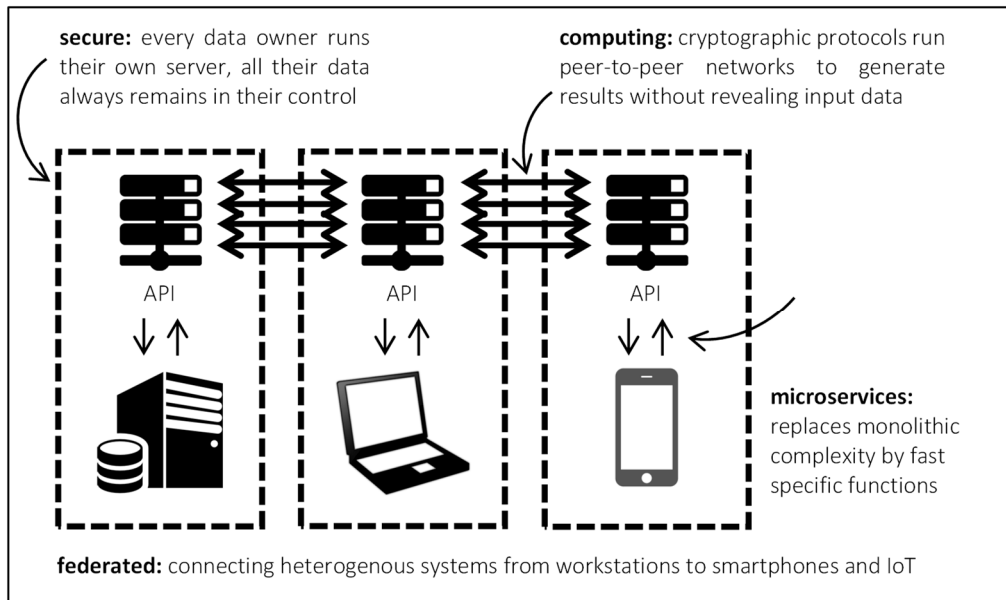 secure: every data owner runs
their own server, all their data
always remains in their control
computing: cryptographic protocols run
peer-to-peer networks to generate
results without revealing input data
API
API
API
microservices:
replaces monolithic
complexity by fast
specific functions
federated: connecting heterogenous systems from workstations to smartphones and IoT